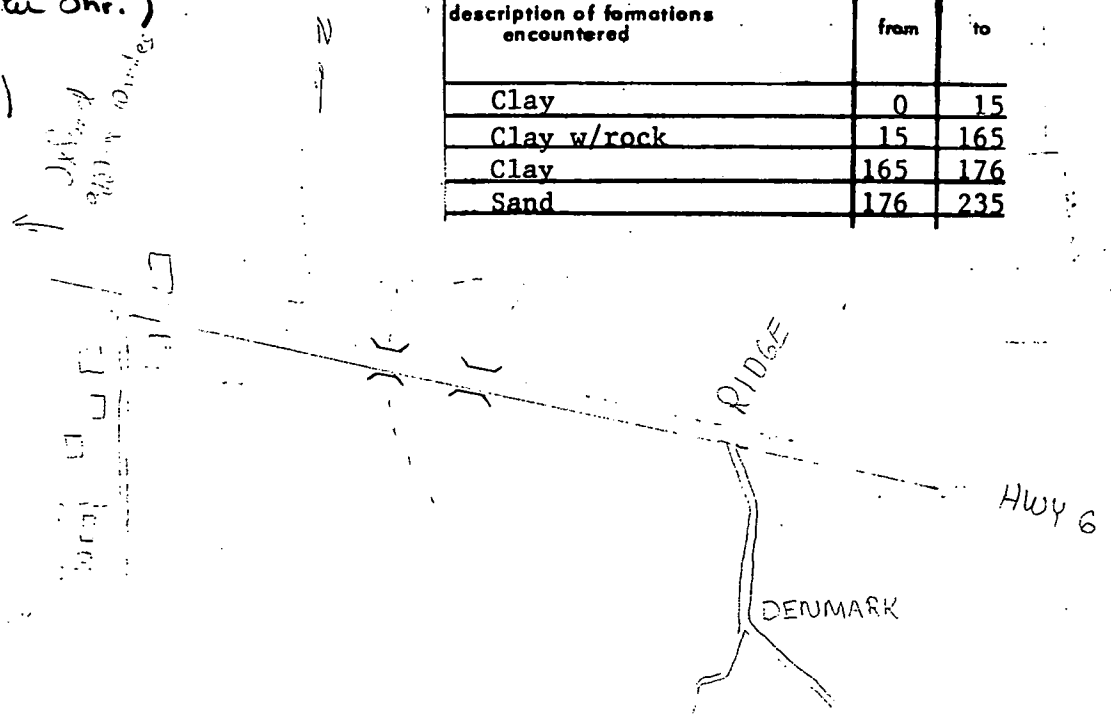 description of formations encountered from to
Clay 0 15
Clay w/rock 15 165
Clay 165 176
Sand 176 235
N
Oxford
RIDGE
HWY 6
DENMARK